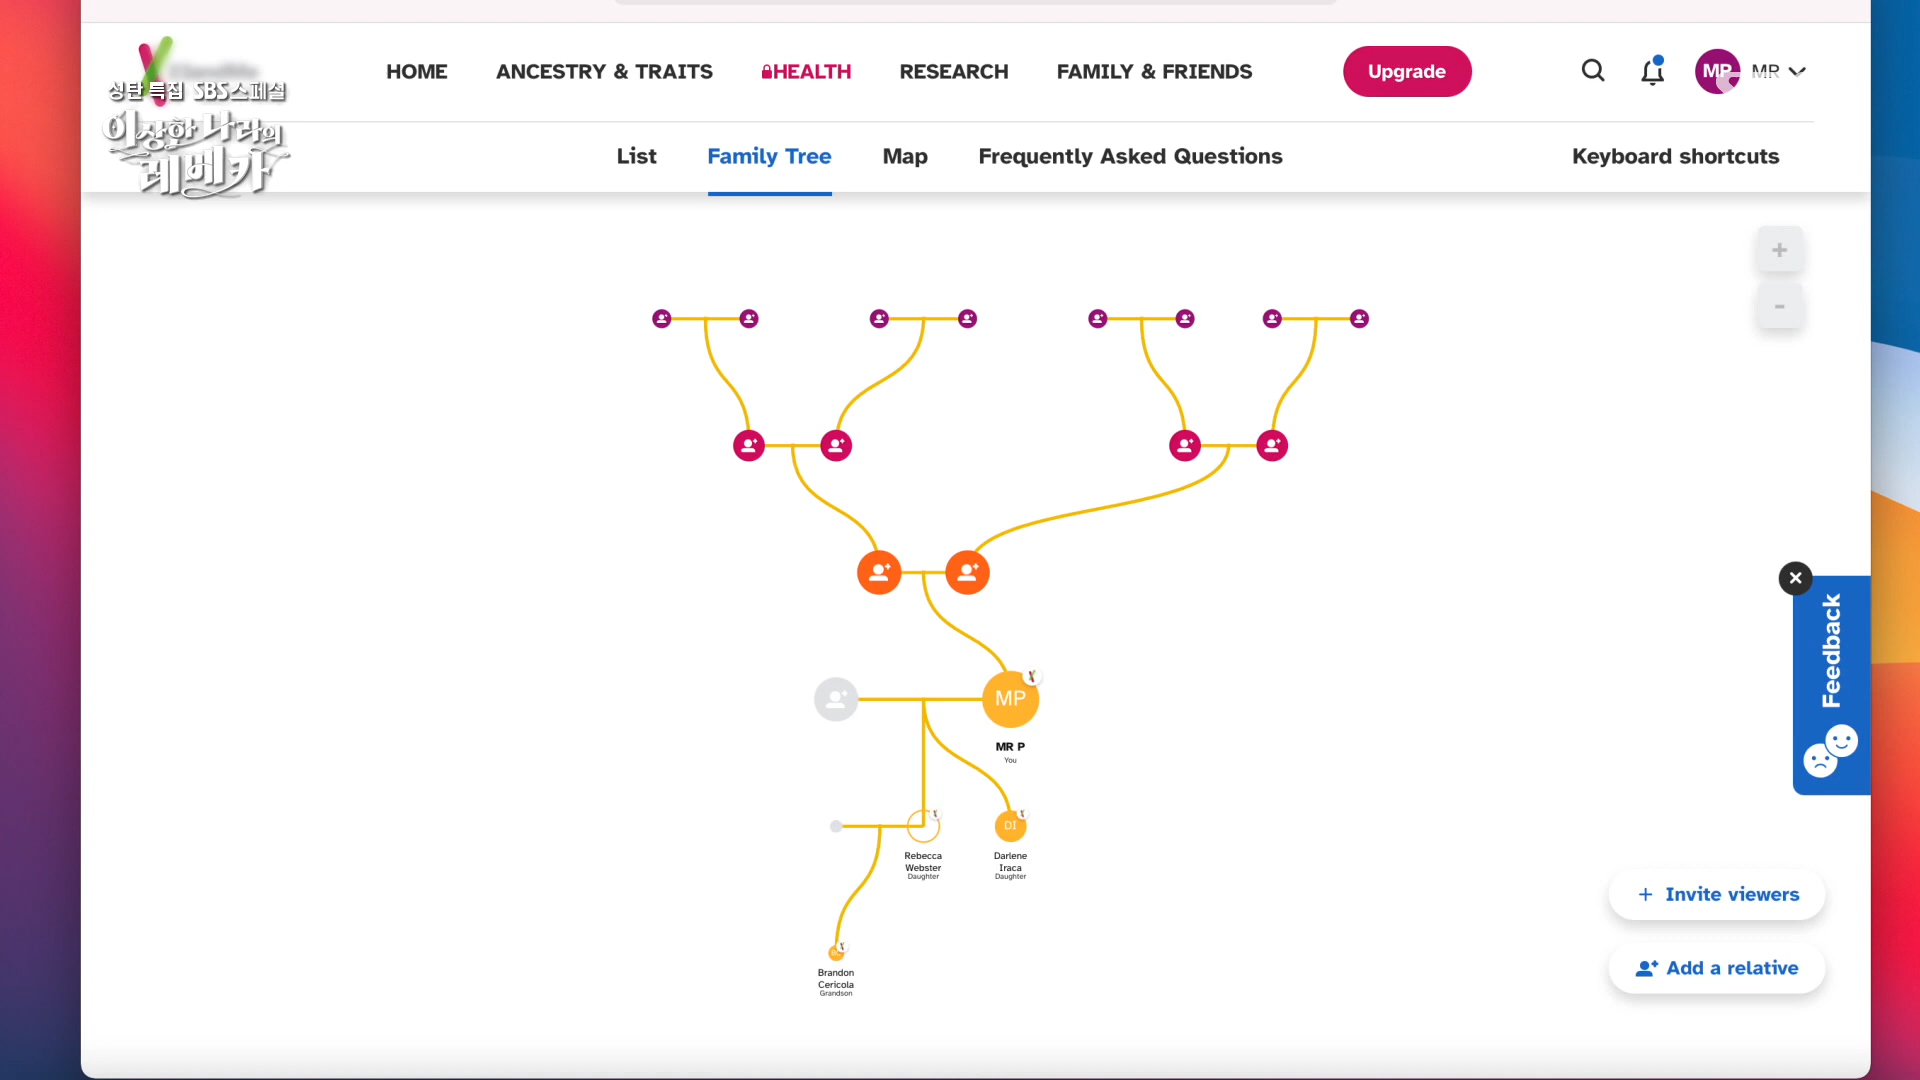 성탄 특집 SBS스페셜
이상한 나라의
레베카
HOME
ANCESTRY & TRAITS
HEALTH
RESEARCH
FAMILY & FRIENDS
Upgrade
MP
MR
List
Family Tree
Map
Frequently Asked Questions
Keyboard shortcuts
+
-
MP
MR P
You
Feedback
DI
Rebecca
Webster
Daughter
Darlene
Iraca
Daughter
Brandon
Cericola
Grandson
+ Invite viewers
Add a relative